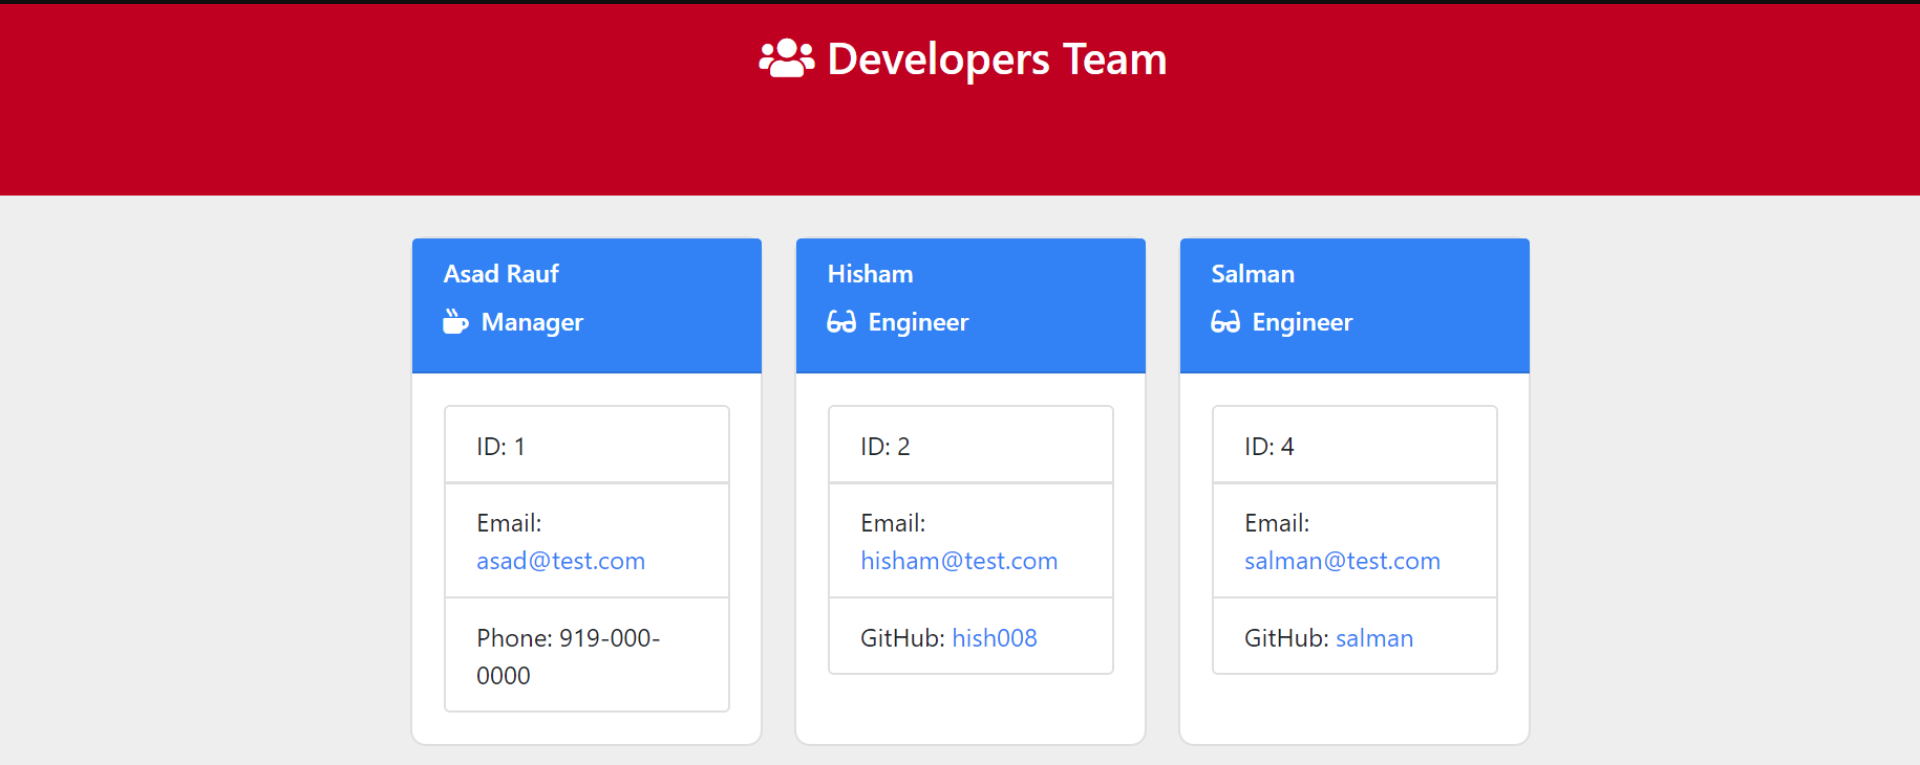 Developers Team
Asad Rauf
Manager
ID: 1
Email:
asad@test.com
Phone: 919-000-
0000
Hisham
Engineer
ID: 2
Email:
hisham@test.com
GitHub: hish008
Salman
Engineer
ID: 4
Email:
salman@test.com
GitHub: salman